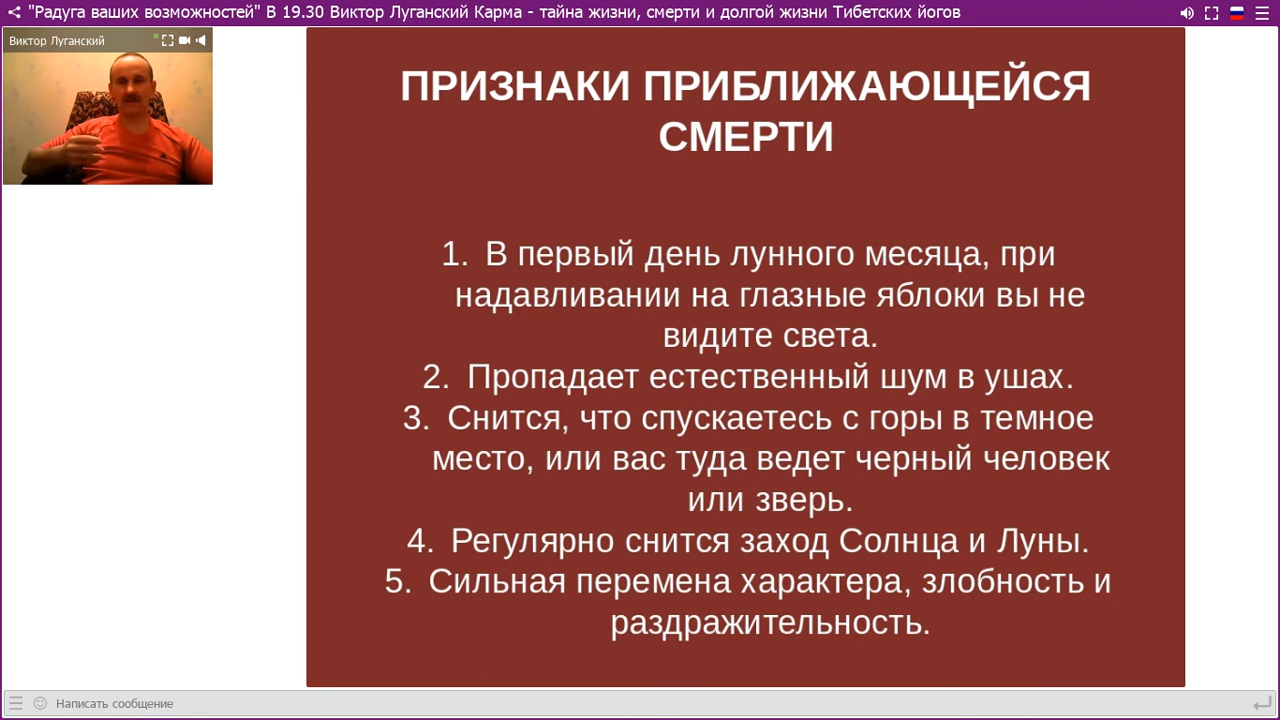 "Радуга ваших возможностей" В 19.30 Виктор Луганский Карма - тайна жизни, смерти и долгой жизни Тибетских йогов
Виктор Луганский
ПРИЗНАКИ ПРИБЛИЖАЮЩЕЙСЯ
СМЕРТИ
1. В первый день лунного месяца, при
надавливании на глазные яблоки вы не
видите света.
2. Пропадает естественный шум в ушах.
3. Снится, что спускаетесь с горы в темное
место, или вас туда ведет черный человек
или зверь.
4. Регулярно снится заход Солнца и Луны.
5. Сильная перемена характера, злобность и
раздражительность.
Написать сообщение